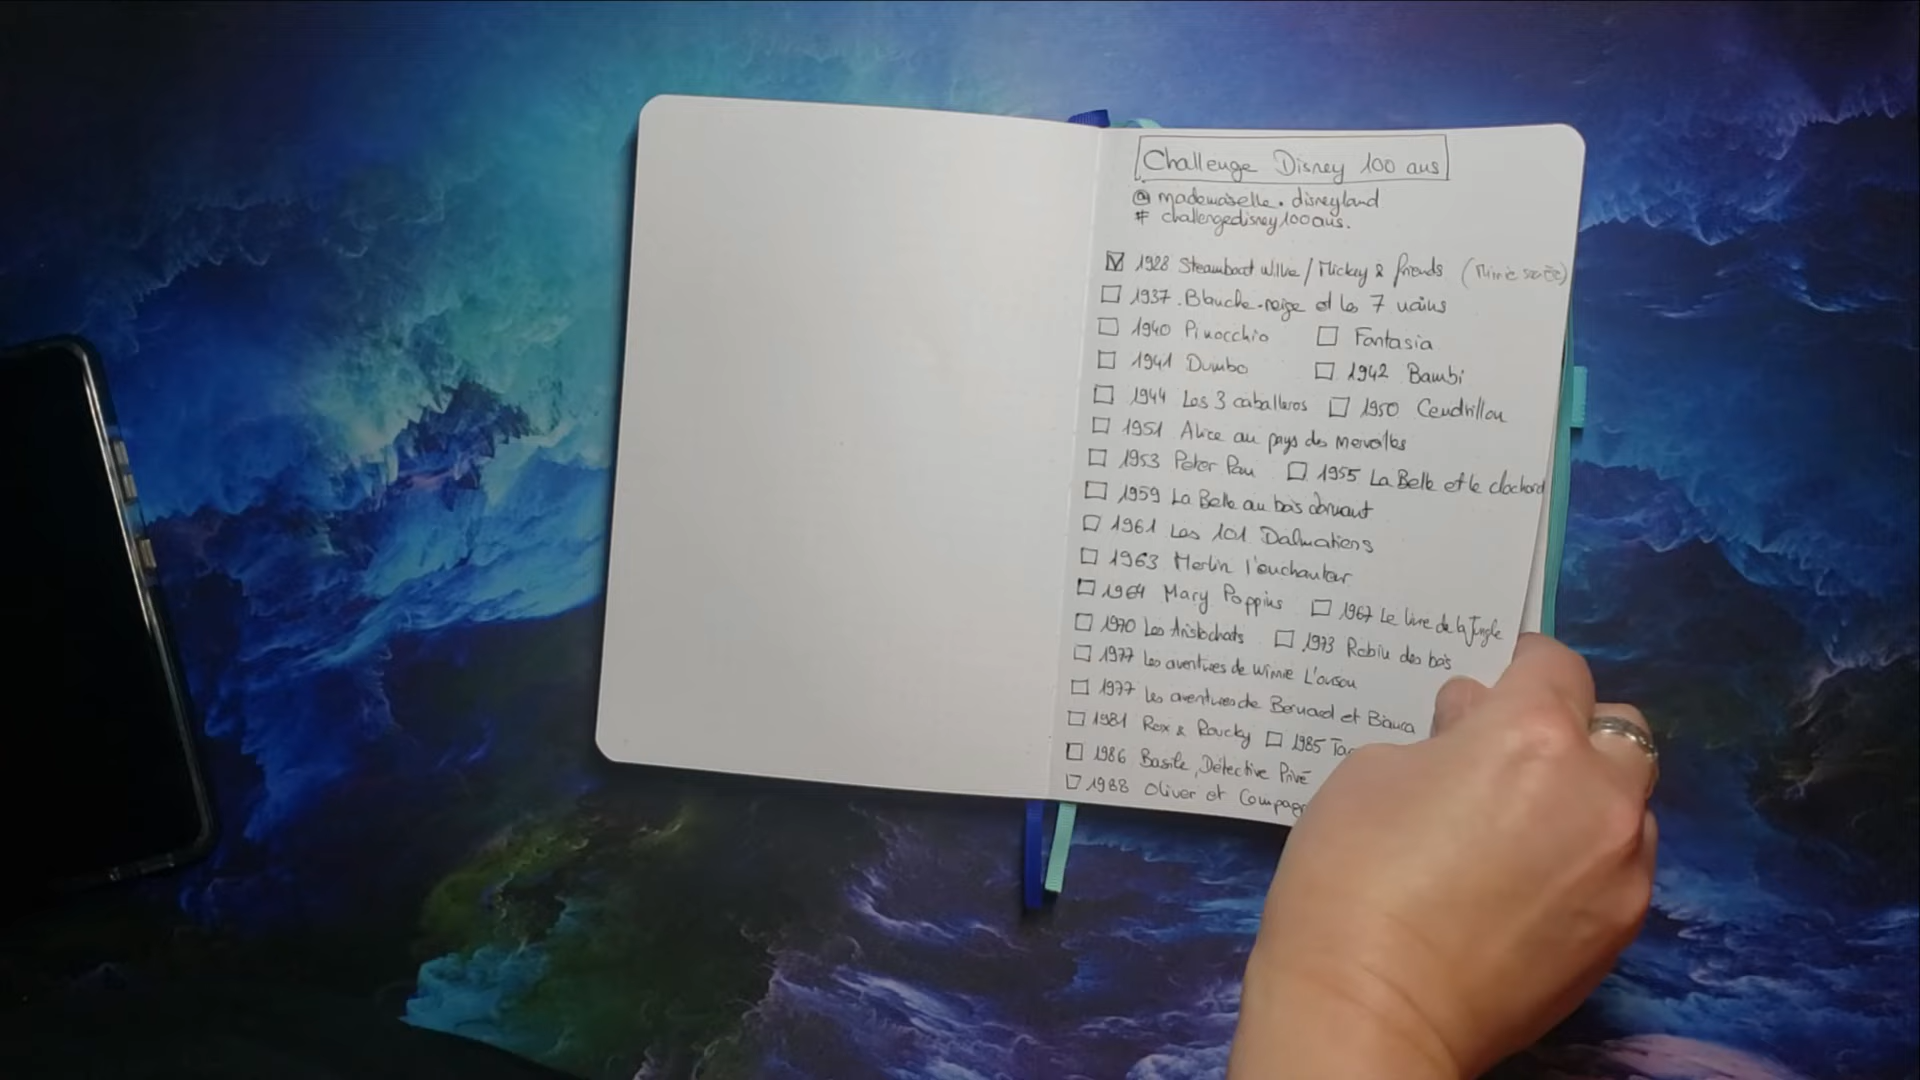 Challenge Disney 100 ans
@ mademoiselle. disneyland
# challengedisney100ans.
1928 Steamboat Willie / Mickey & friends
1937. Blanche-neige et les 7 nains
1940 Pinocchio Fantasia
1941 Dumbo 1942 Bambi
1944 Les 3 caballeros 1950 Cendrillon
1951 Alice au pays des merveilles
1953 Peter Pan 1955 La Belle et le clochard
1959 La Belle au bois dormant
1961 Les 101 Dalmatiens
1963 Merlin l'enchanteur
1964 Mary Poppins 1967 Le livre de la Jungle
1970 Les Aristochats 1973 Robin des bois
1977 Les aventures de Winnie L'ourson
1977 Les aventures de Bernard et Bianca
1981 Rox & Roucky 1985 Tar
1986 Basile, Détective Privé
1988 Oliver et Compag